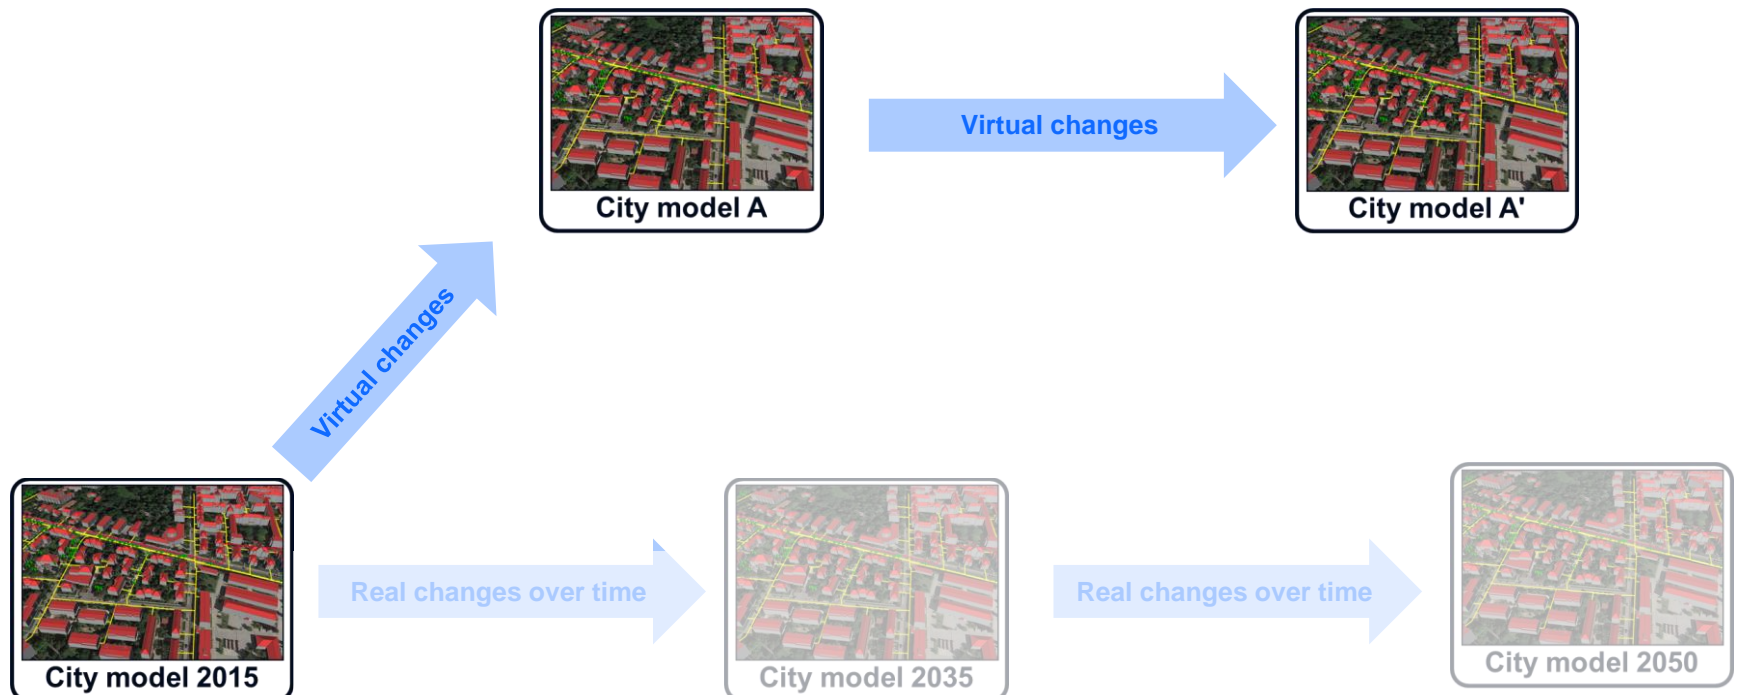 City model A
Virtual changes
City model A'
Virtual changes
City model 2015
Real changes over time
City model 2035
Real changes over time
City model 2050